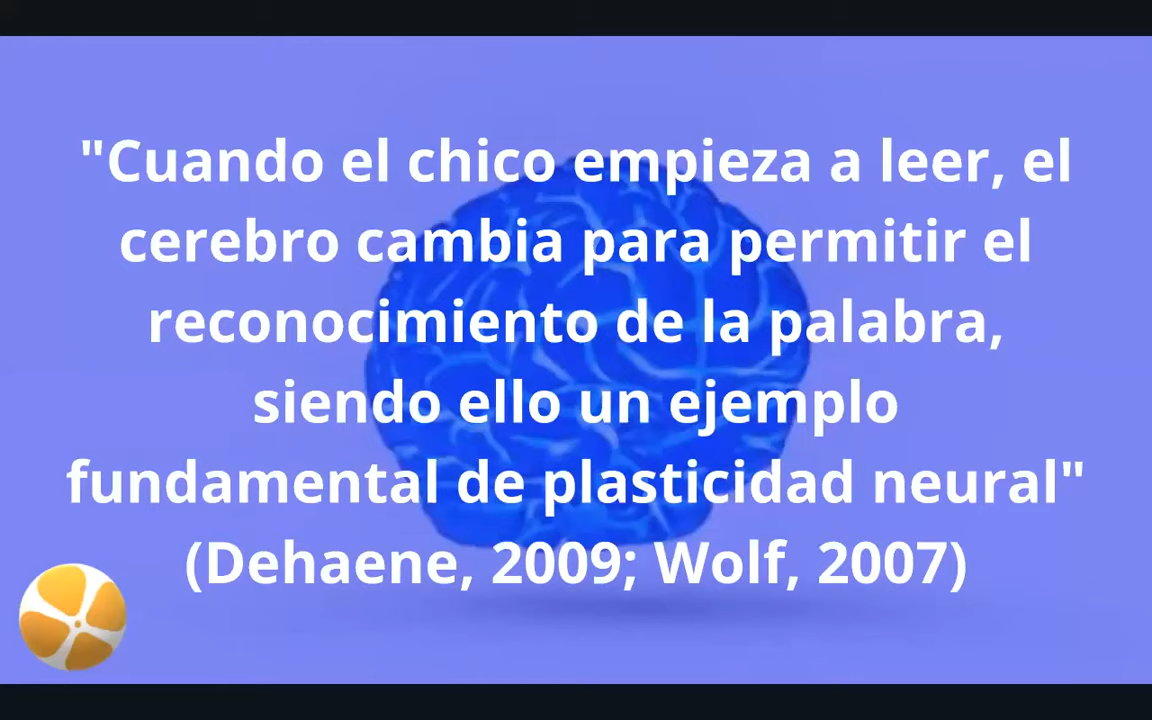 "Cuando el chico empieza a leer, el
cerebro cambia para permitir el
reconocimiento de la palabra,
siendo ello un ejemplo
fundamental de plasticidad neural"
(Dehaene, 2009; Wolf, 2007)